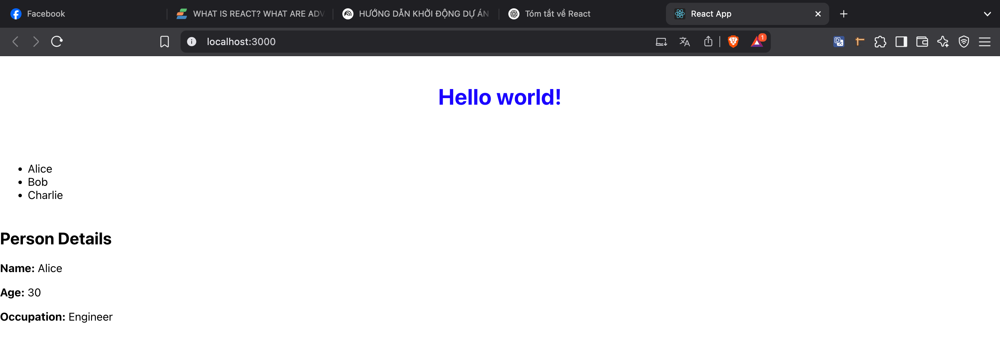 Facebook
WHAT IS REACT? WHAT ARE ADV
HƯỚNG DẪN KHỞI ĐỘNG DỰ ÁN
Tóm tắt về React
React App
localhost:3000
1
Hello world!
• Alice
• Bob
• Charlie
Person Details
Name: Alice
Age: 30
Occupation: Engineer